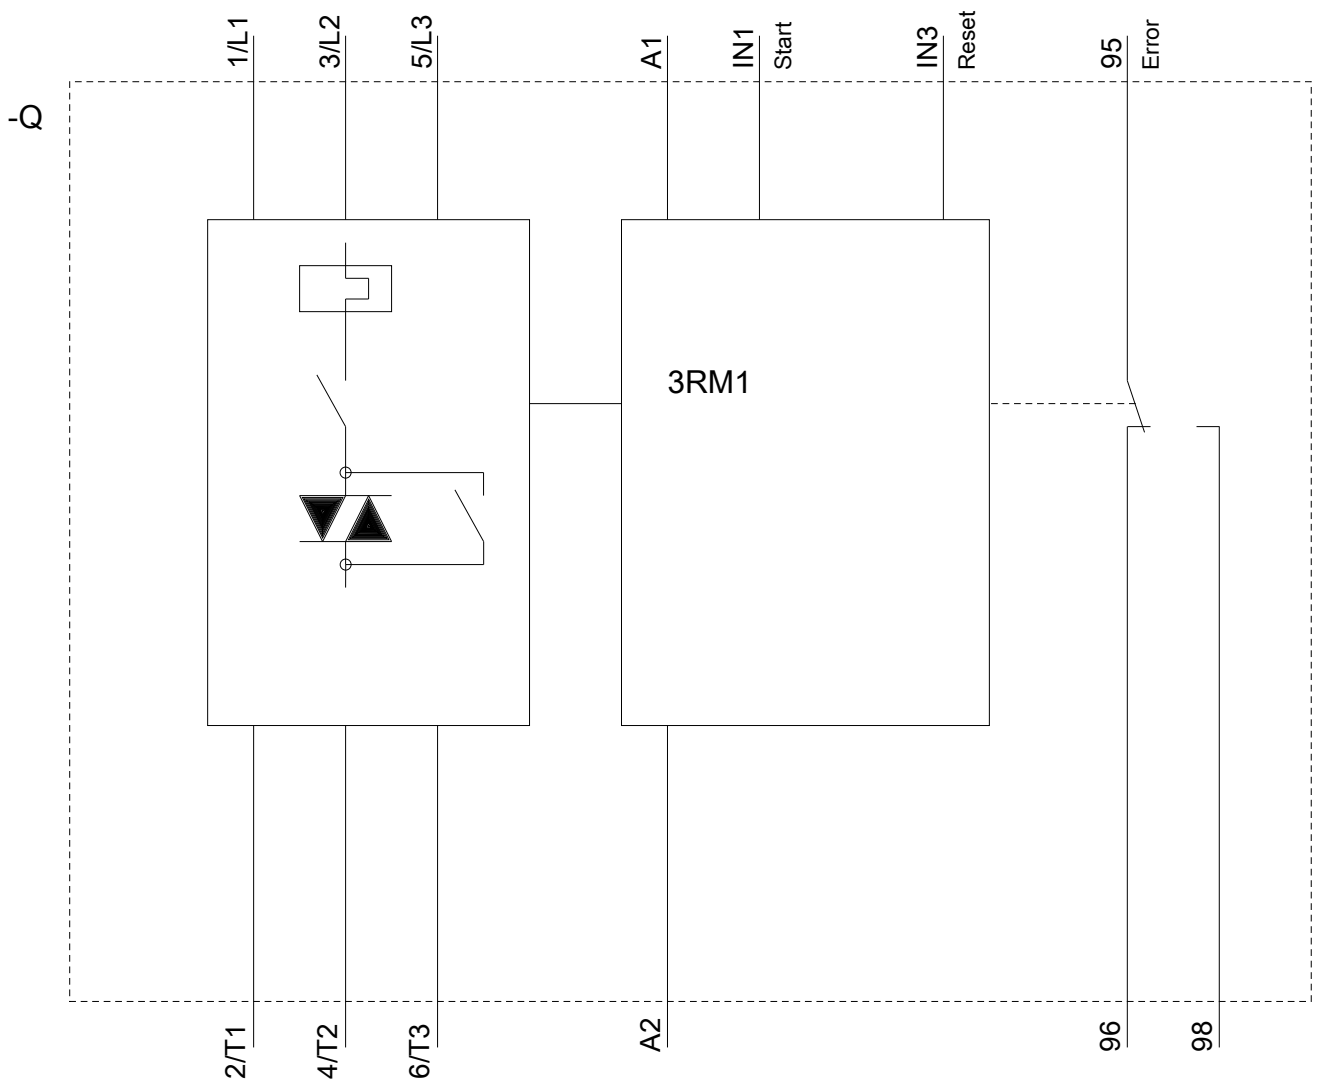 1/L1
3/L2
5/L3
A1
IN1
Start
IN3
Reset
95
Error
-Q
3RM1
2/T1
4/T2
6/T3
A2
96
98